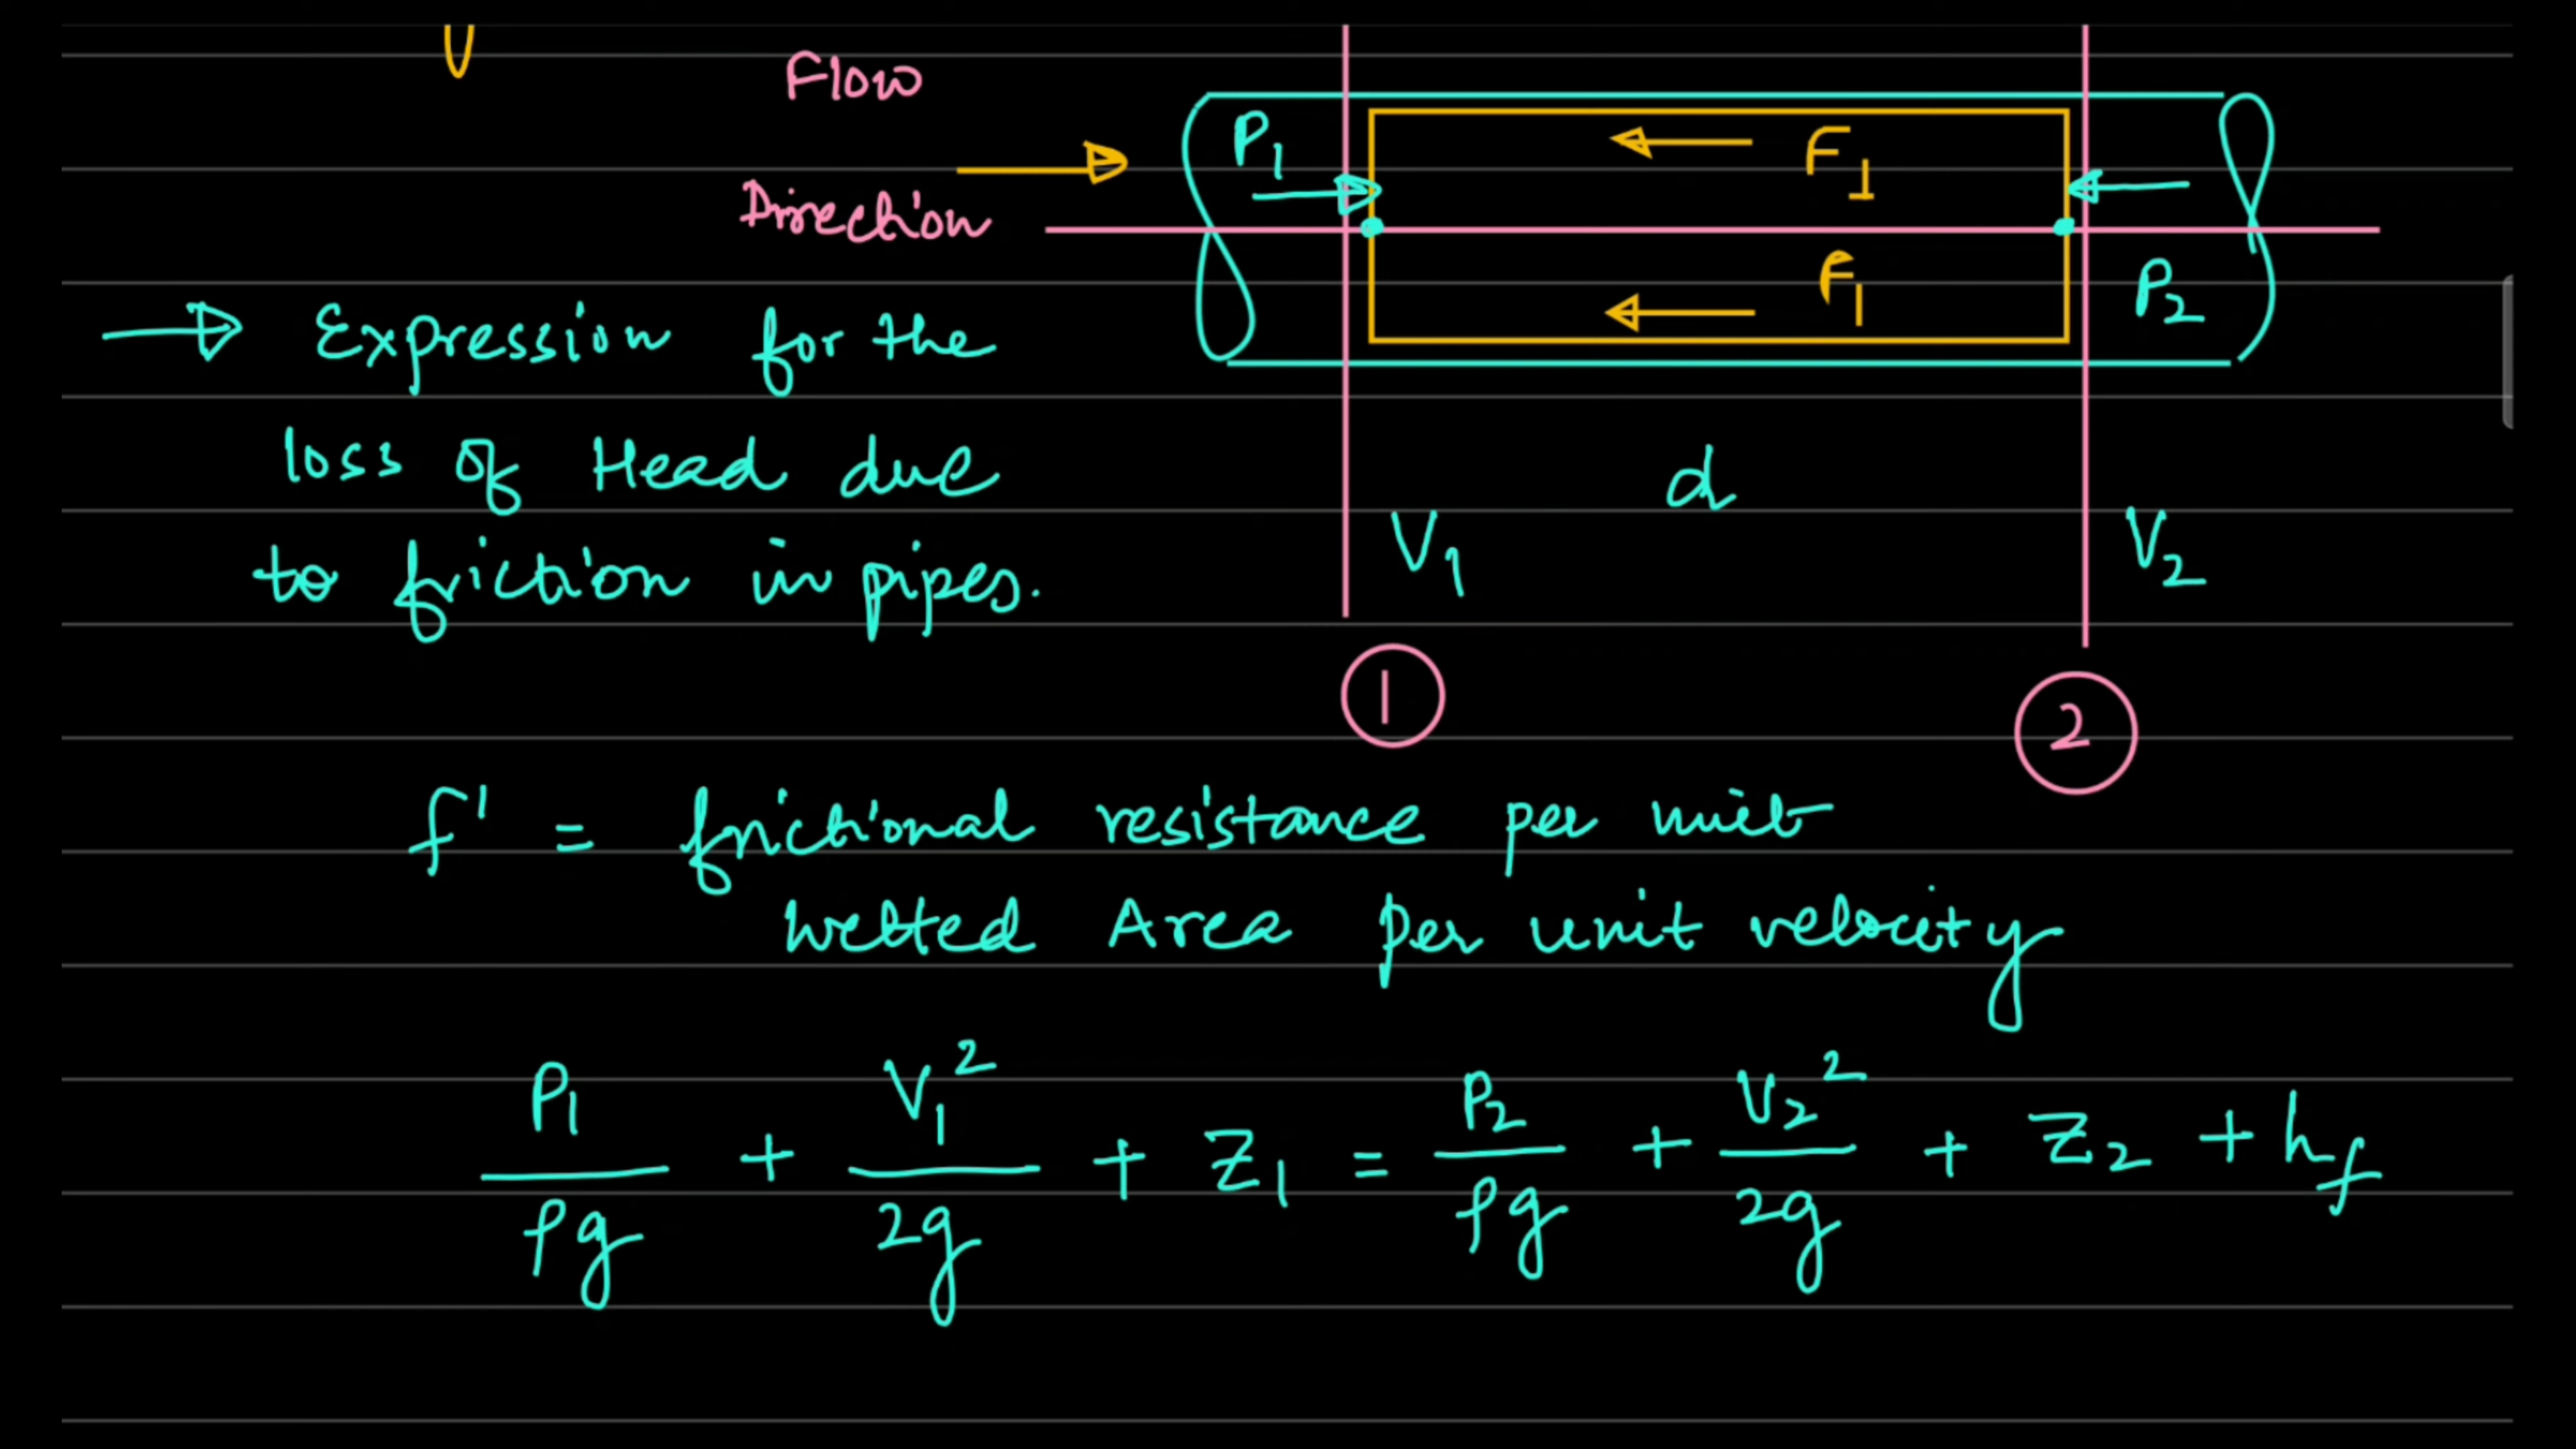 Flow
Direction
P₁
F₁
F₁
P₂
→ Expression for the
loss of Head due
to friction in pipes.
d
V₁
V₂
①
②
f' = frictional resistance per unit
wetted Area per unit velocity
P₁/ρg + V₁²/2g + Z₁ = P₂/ρg + V₂²/2g + Z₂ + h_f